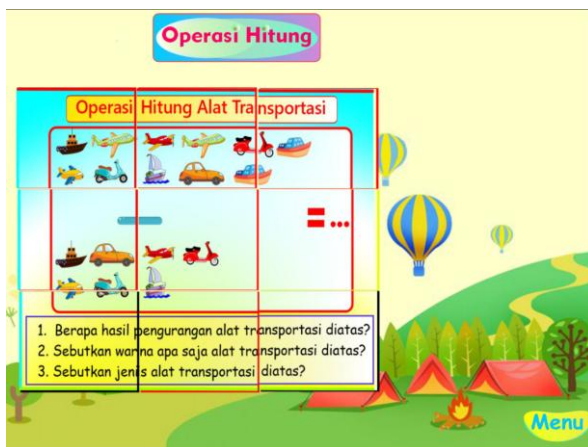 Operasi Hitung
Operasi Hitung Alat Transportasi
= ...
1. Berapa hasil pengurangan alat transportasi diatas?
2. Sebutkan warna apa saja alat transportasi diatas?
3. Sebutkan jenis alat transportasi diatas?
Menu